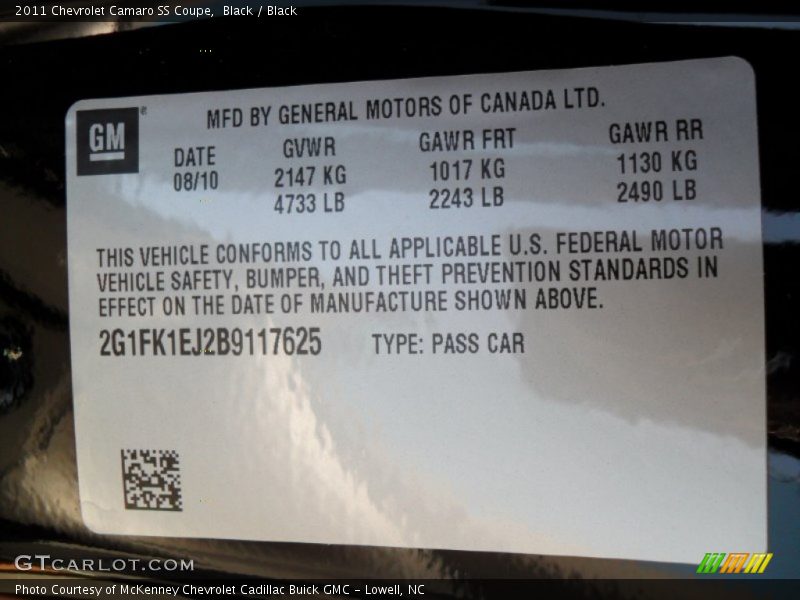 2011 Chevrolet Camaro SS Coupe, Black / Black
GM ®
MFD BY GENERAL MOTORS OF CANADA LTD.
DATE GVWR GAWR FRT GAWR RR
08/10 2147 KG 1017 KG 1130 KG
4733 LB 2243 LB 2490 LB
THIS VEHICLE CONFORMS TO ALL APPLICABLE U.S. FEDERAL MOTOR
VEHICLE SAFETY, BUMPER, AND THEFT PREVENTION STANDARDS IN
EFFECT ON THE DATE OF MANUFACTURE SHOWN ABOVE.
2G1FK1EJ2B9117625 TYPE: PASS CAR
GTCARLOT.COM
Photo Courtesy of McKenney Chevrolet Cadillac Buick GMC - Lowell, NC